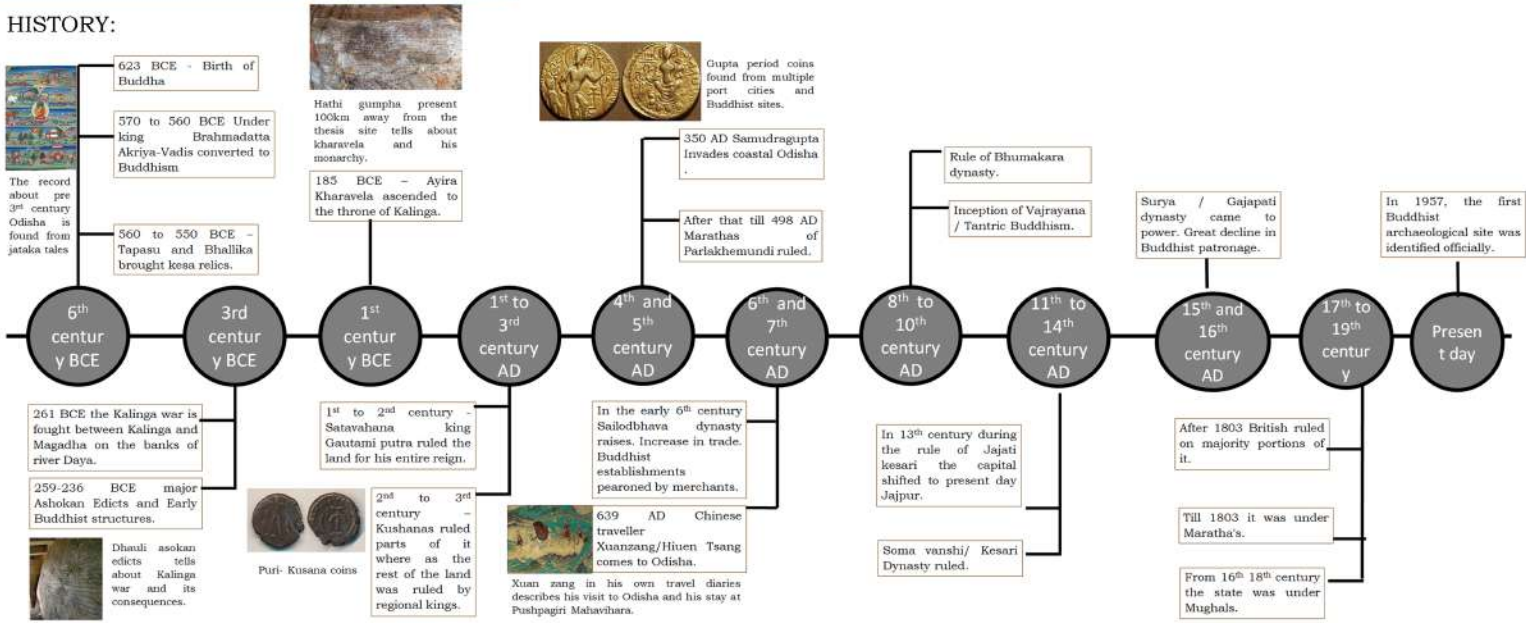 HISTORY:
623 BCE - Birth of
Buddha
570 to 560 BCE Under
king Brahmadatta
Akriya-Vadis converted to
Buddhism
The record
about pre
3rd century
Odisha is
found from
jataka tales
560 to 550 BCE –
Tapasu and Bhallika
brought kesa relics.
Hathi gumpha present
100km away from the
thesis site tells about
kharavela and his
monarchy.
185 BCE – Ayira
Kharavela ascended to
the throne of Kalinga.
Gupta period coins
found from multiple
port cities and
Buddhist sites.
350 AD Samudragupta
Invades coastal Odisha
.
After that till 498 AD
Marathas of
Parlakhemundi ruled.
Rule of Bhumakara
dynasty.
Inception of Vajrayana
/ Tantric Buddhism.
Surya / Gajapati
dynasty came to
power. Great decline in
Buddhist patronage.
In 1957, the first
Buddhist
archaeological site was
identified officially.
6th
centur
y BCE
3rd
centur
y BCE
1st
centur
y BCE
1st to
3rd
century
AD
4th and
5th
century
AD
6th and
7th
century
AD
8th to
10th
century
AD
11th to
14th
century
AD
15th and
16th
century
AD
17th to
19th
centur
y
Presen
t day
261 BCE the Kalinga war is
fought between Kalinga and
Magadha on the banks of
river Daya.
259-236 BCE major
Ashokan Edicts and Early
Buddhist structures.
Dhauli asokan
edicts tells
about Kalinga
war and its
consequences.
1st to 2nd century -
Satavahana king
Gautami putra ruled the
land for his entire reign.
2nd to 3rd
century –
Kushanas ruled
parts of it
where as the
rest of the land
was ruled by
regional kings.
Puri- Kusana coins
In the early 6th century
Sailodbhava dynasty
raises. Increase in trade.
Buddhist
establishments
pearoned by merchants.
639 AD Chinese
traveller
Xuanzang/Hiuen Tsang
comes to Odisha.
Xuan zang in his own travel diaries
describes his visit to Odisha and his stay at
Pushpagiri Mahavihara.
In 13th century during
the rule of Jajati
kesari the capital
shifted to present day
Jajpur.
Soma vanshi/ Kesari
Dynasty ruled.
After 1803 British ruled
on majority portions of
it.
Till 1803 it was under
Maratha's.
From 16th 18th century
the state was under
Mughals.